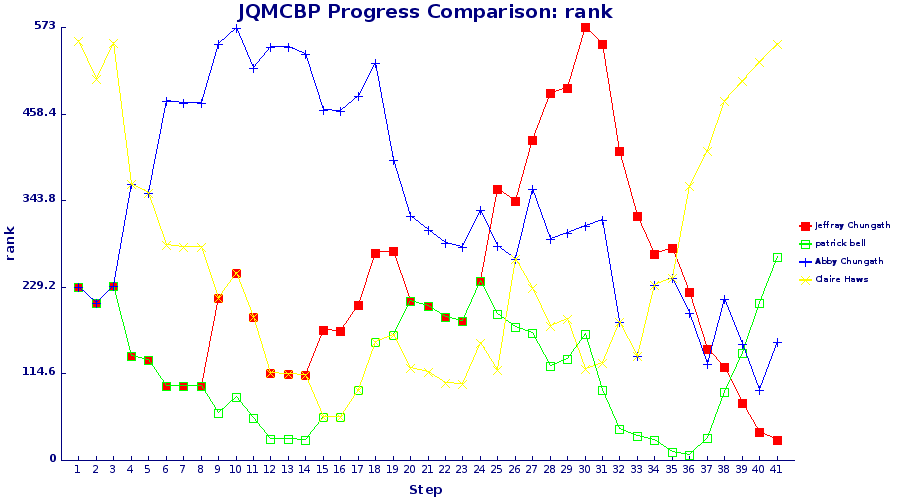 JQMCBP Progress Comparison: rank
573
458.4
343.8
229.2
114.6
0
rank
1 2 3 4 5 6 7 8 9 10 11 12 13 14 15 16 17 18 19 20 21 22 23 24 25 26 27 28 29 30 31 32 33 34 35 36 37 38 39 40 41
Step
Jeffray Chungath
patrick bell
Abby Chungath
Claire Haws